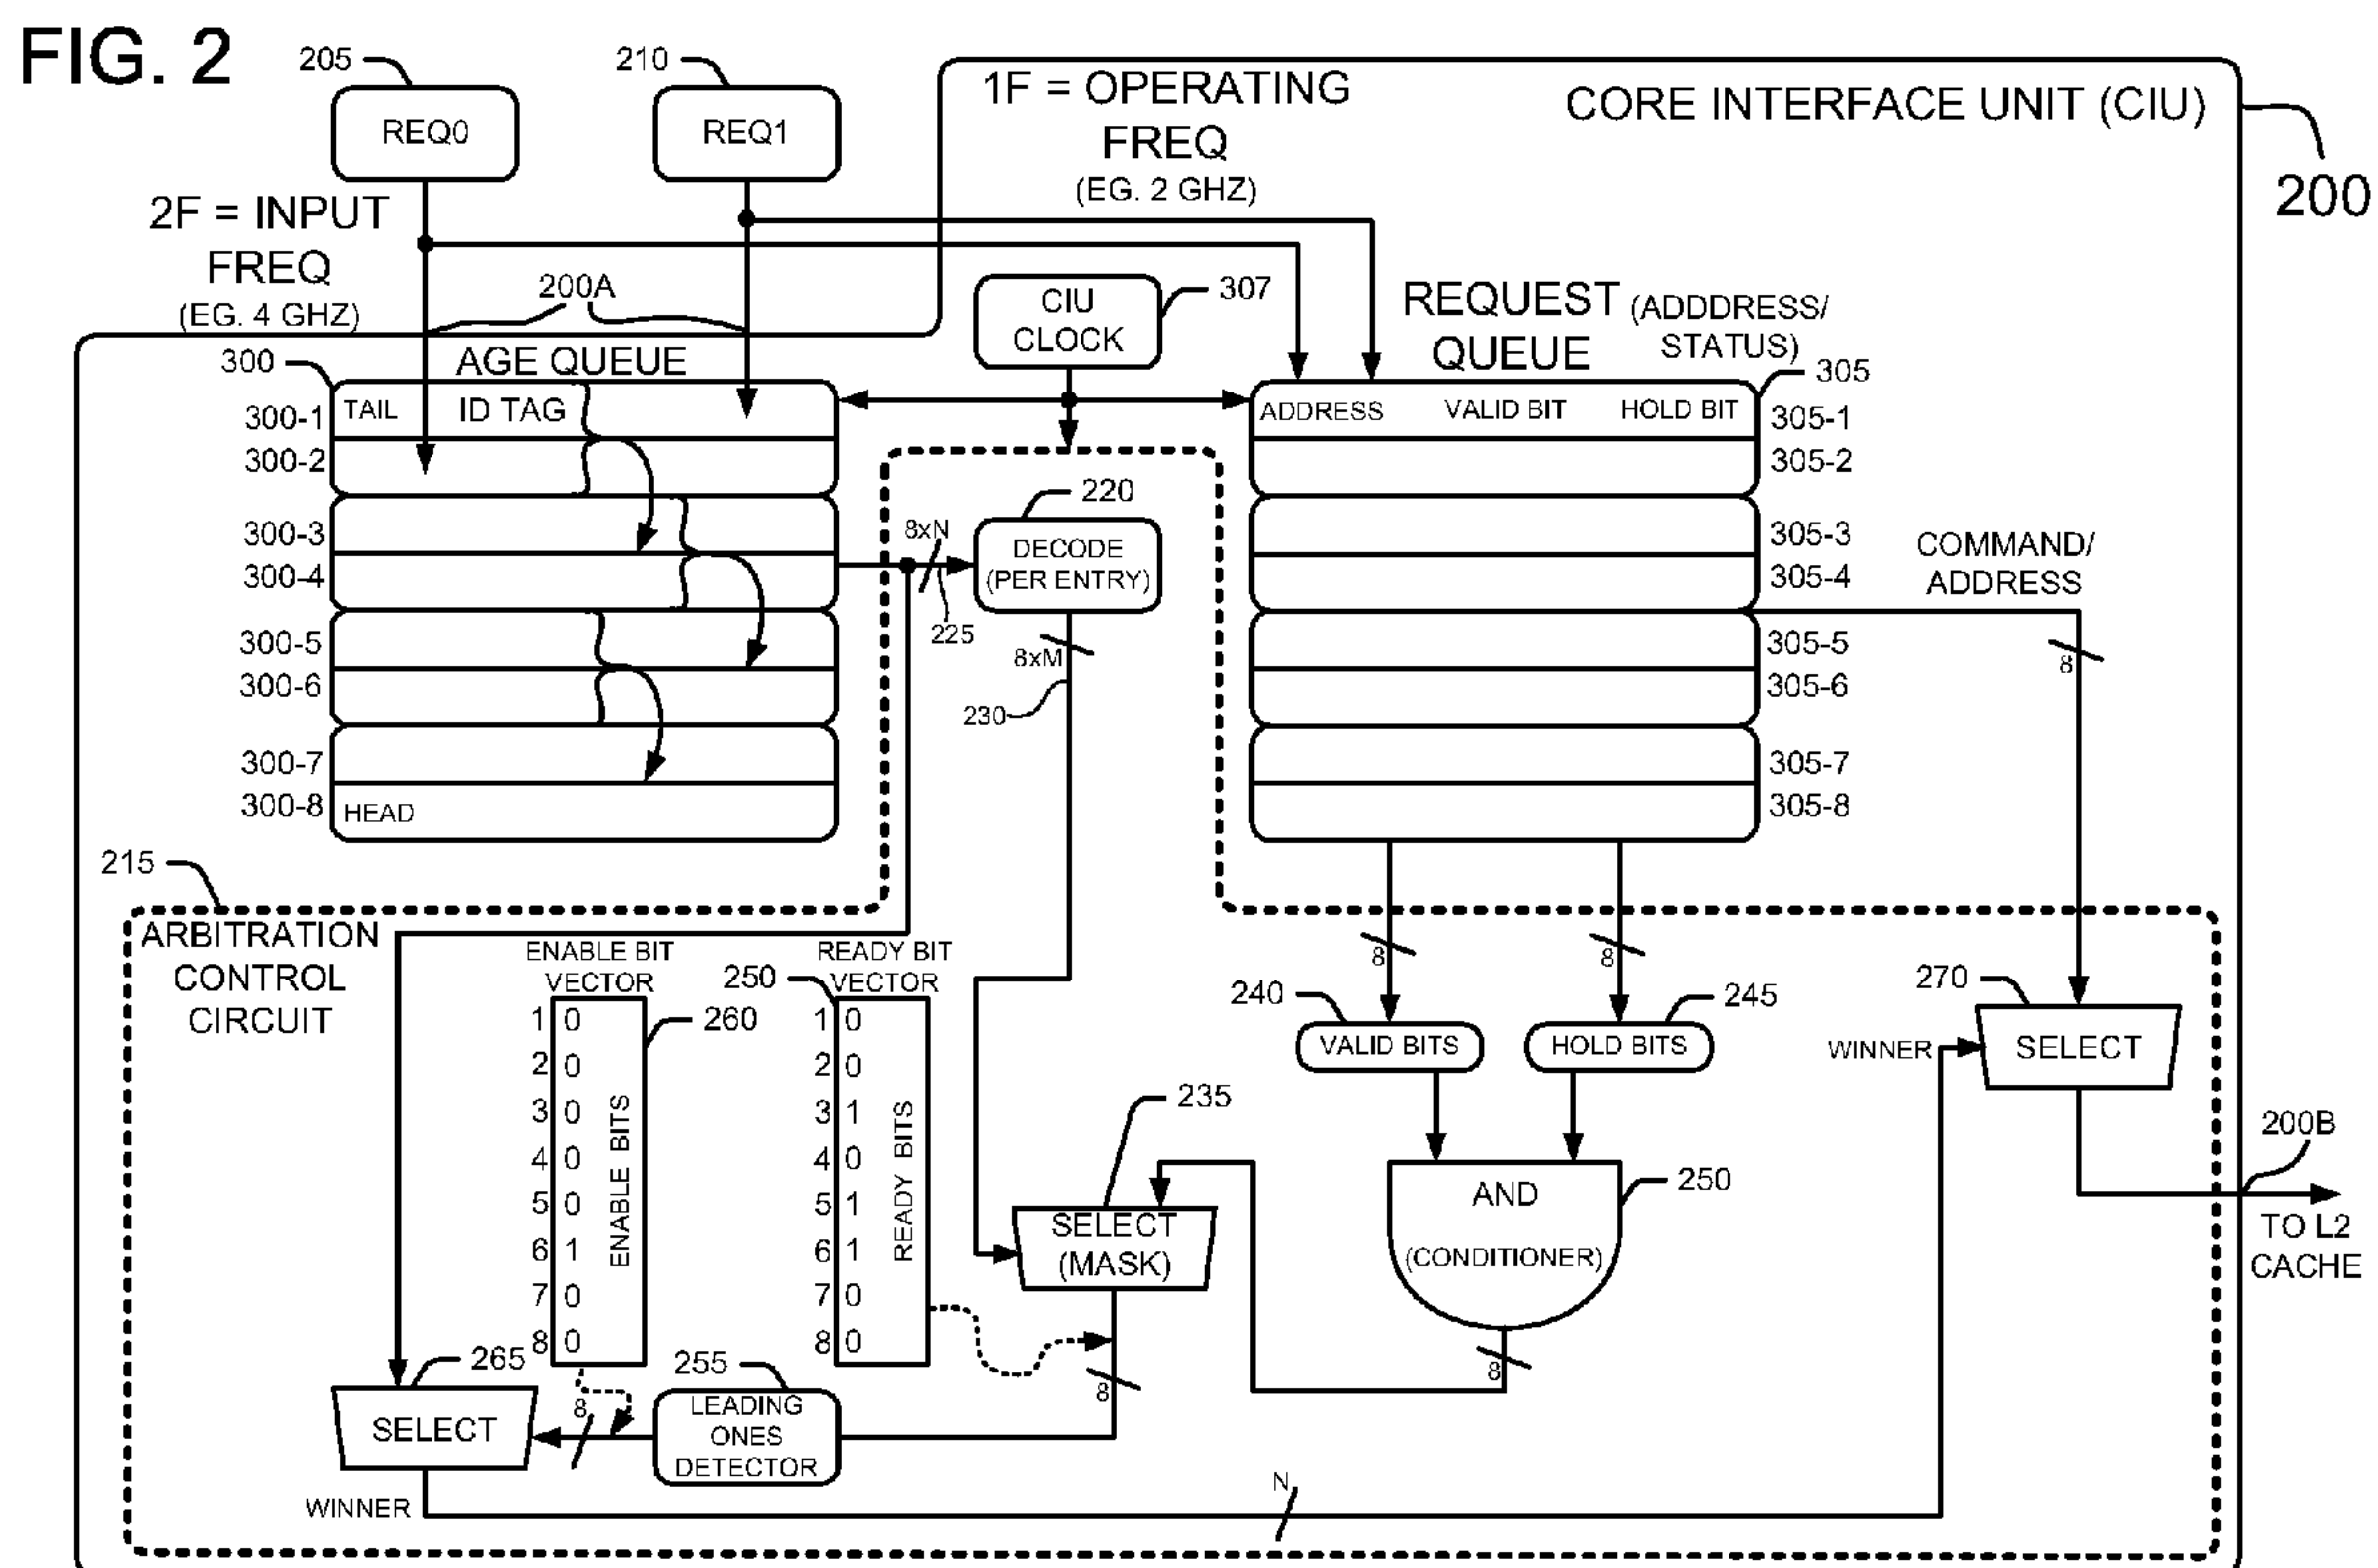 FIG. 2
205
210
REQ0
REQ1
1F = OPERATING
FREQ
(EG. 2 GHZ)
CORE INTERFACE UNIT (CIU)
200
2F = INPUT
FREQ
(EG. 4 GHZ)
200A
CIU
CLOCK
307
REQUEST
QUEUE
(ADDDRESS/
STATUS)
300
AGE QUEUE
305
300-1
TAIL
ID TAG
300-2
300-3
300-4
300-5
300-6
300-7
300-8
HEAD
ADDRESS
VALID BIT
HOLD BIT
305-1
305-2
305-3
305-4
305-5
305-6
305-7
305-8
220
8xN
DECODE
(PER ENTRY)
225
8xM
230
COMMAND/
ADDRESS
8
215
ARBITRATION
CONTROL
CIRCUIT
ENABLE BIT
VECTOR
260
1 0
2 0
3 0
4 0
5 0
6 1
7 0
8 0
ENABLE BITS
READY BIT
VECTOR
250
1 0
2 0
3 1
4 0
5 1
6 1
7 0
8 0
READY BITS
8
8
240
VALID BITS
245
HOLD BITS
270
WINNER
SELECT
235
SELECT
(MASK)
AND
(CONDITIONER)
250
200B
TO L2
CACHE
8
8
265
SELECT
8
255
LEADING
ONES
DETECTOR
WINNER
N